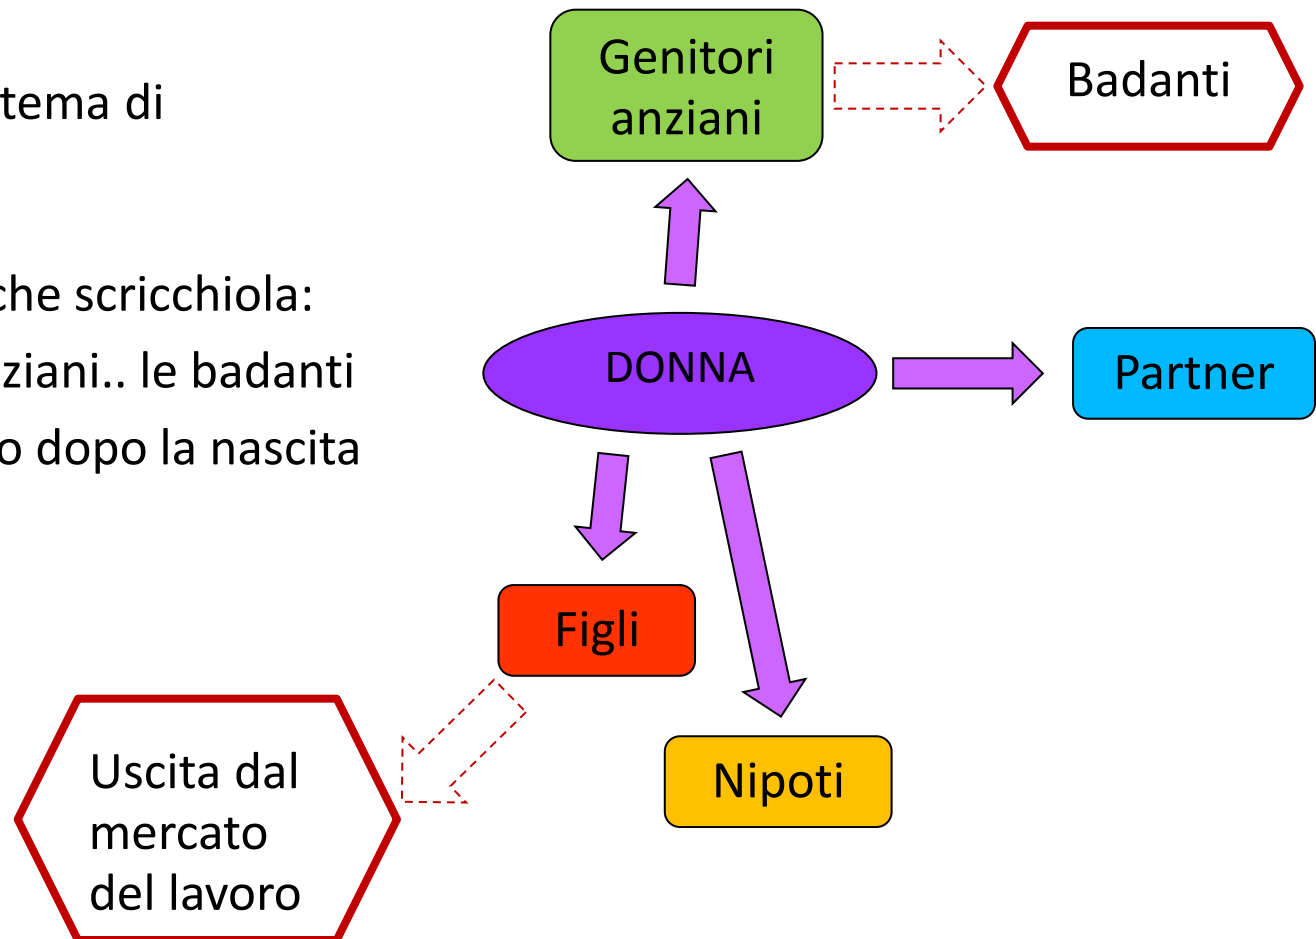 tema di
che scricchiola:
ziani.. le badanti
o dopo la nascita
Genitori
anziani
Badanti
DONNA
Partner
Figli
Nipoti
Uscita dal
mercato
del lavoro